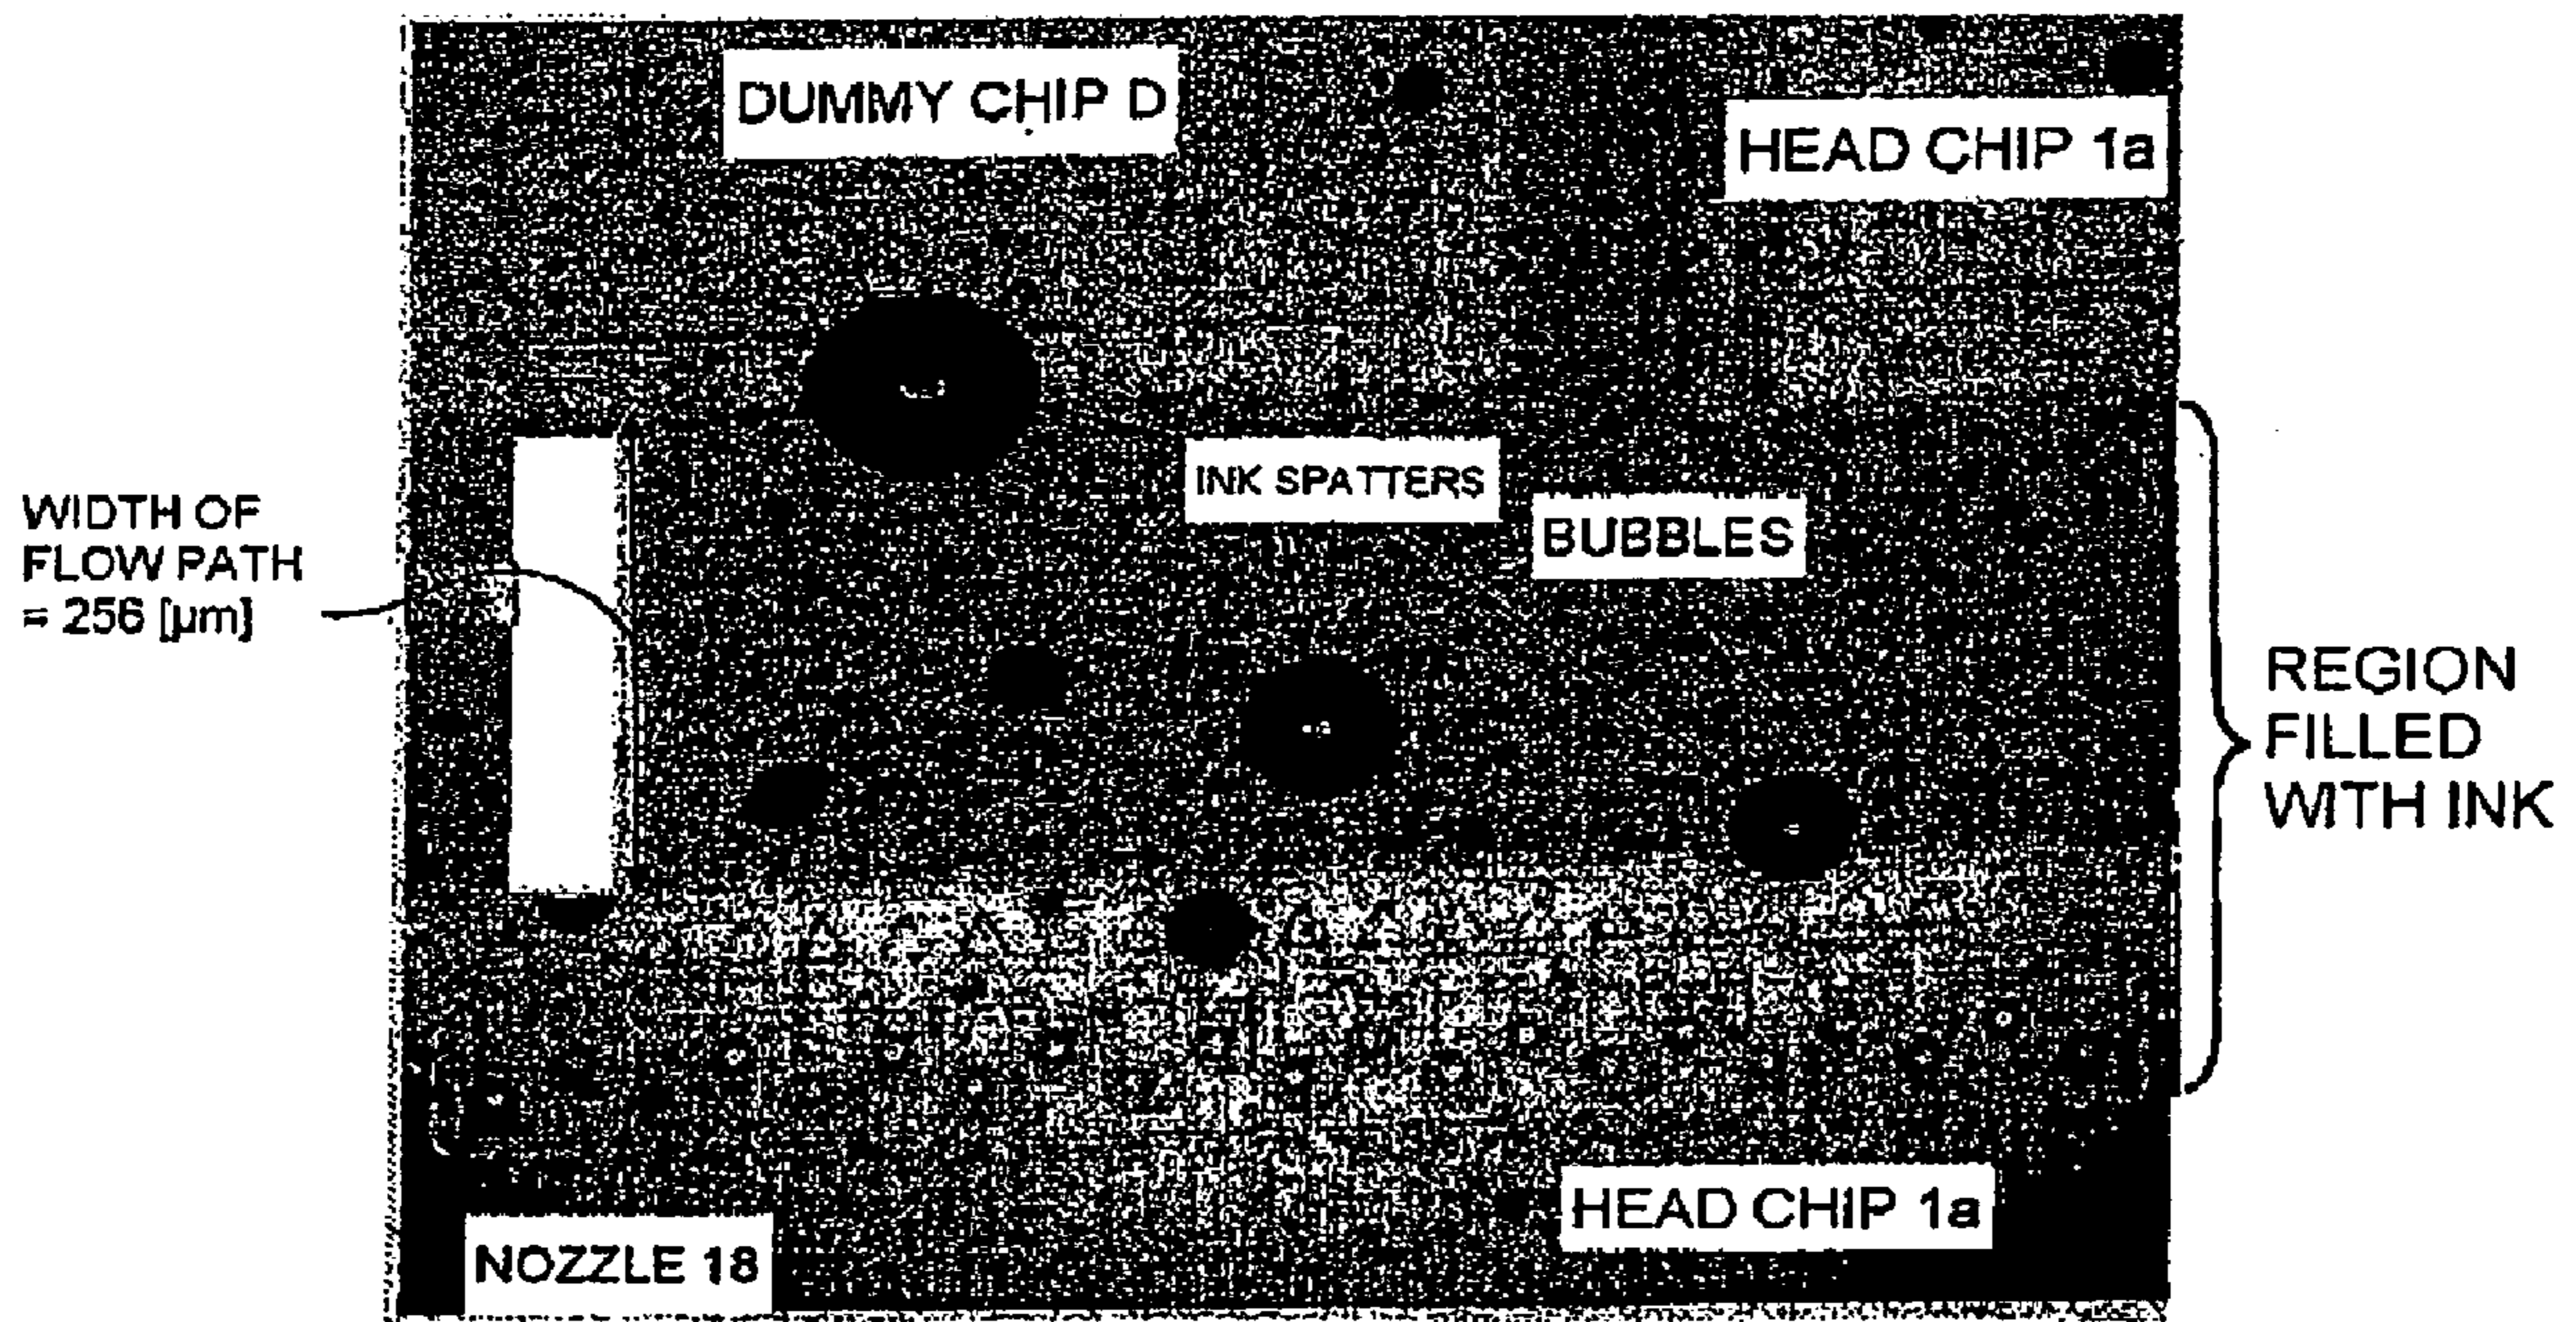 DUMMY CHIP D
HEAD CHIP 1a
INK SPATTERS
BUBBLES
WIDTH OF
FLOW PATH
= 256 [µm]
REGION
FILLED
WITH INK
HEAD CHIP 1a
NOZZLE 18